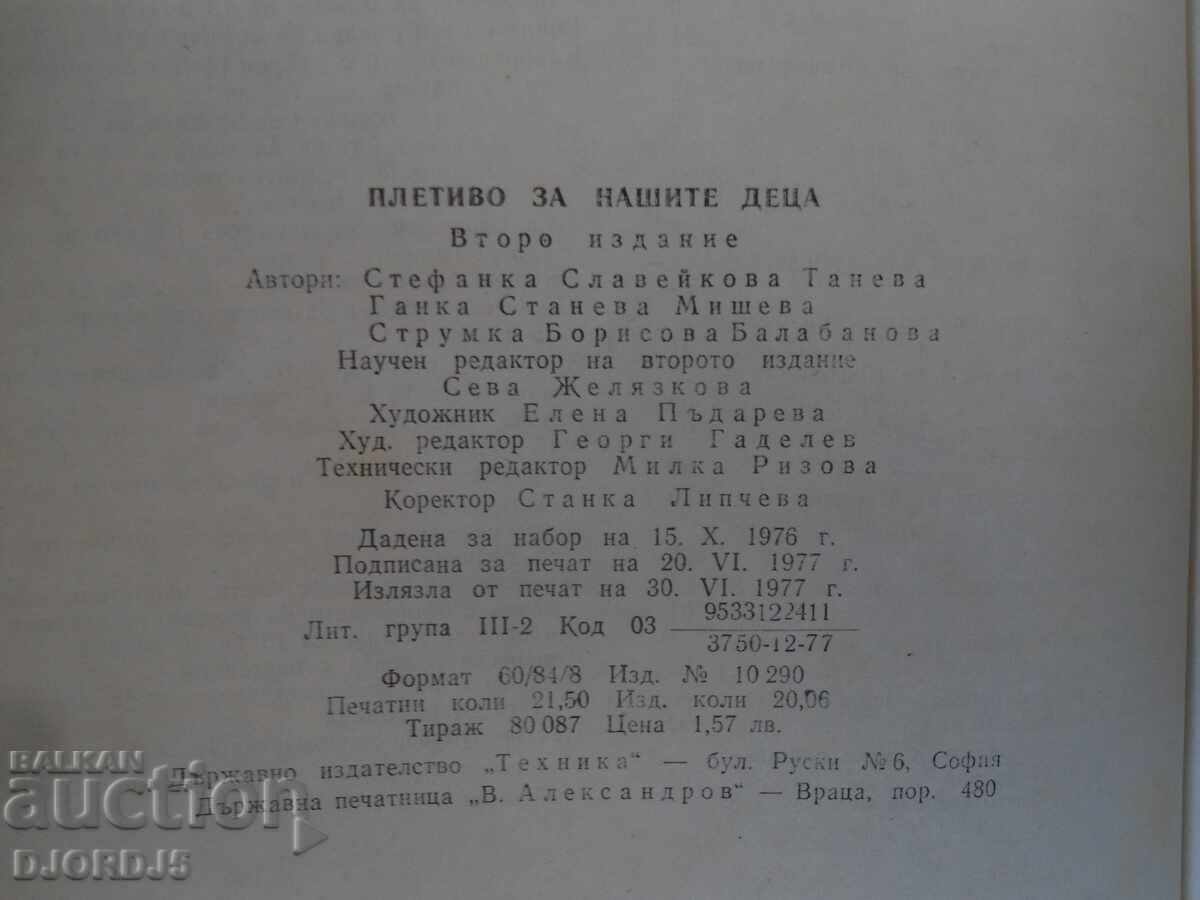 ПЛЕТИВО ЗА НАШИТЕ ДЕЦА
Второ издание
Автори: Стефанка Славейкова Танева
Ганка Станева Мишева
Струмка Борисова Балабанова
Научен редактор на второто издание
Сева Желязкова
Художник Елена Пъдарева
Худ. редактор Георги Гаделев
Технически редактор Милка Ризова
Коректор Станка Липчева
Дадена за набор на 15. X. 1976 г.
Подписана за печат на 20. VI. 1977 г.
Излязла от печат на 30. VI. 1977 г.
Лит. група III-2 Код 03 9533122411
3750-12-77
Формат 60/84/8 Изд. № 10 290
Печатни коли 21,50 Изд. коли 20,06
Тираж 80 087 Цена 1,57 лв.
Държавно издателство „Техника“ — бул. Руски № 6, София
Държавна печатница „В. Александров“ — Враца, пор. 480
BALKAN
auction
DJORDJ5